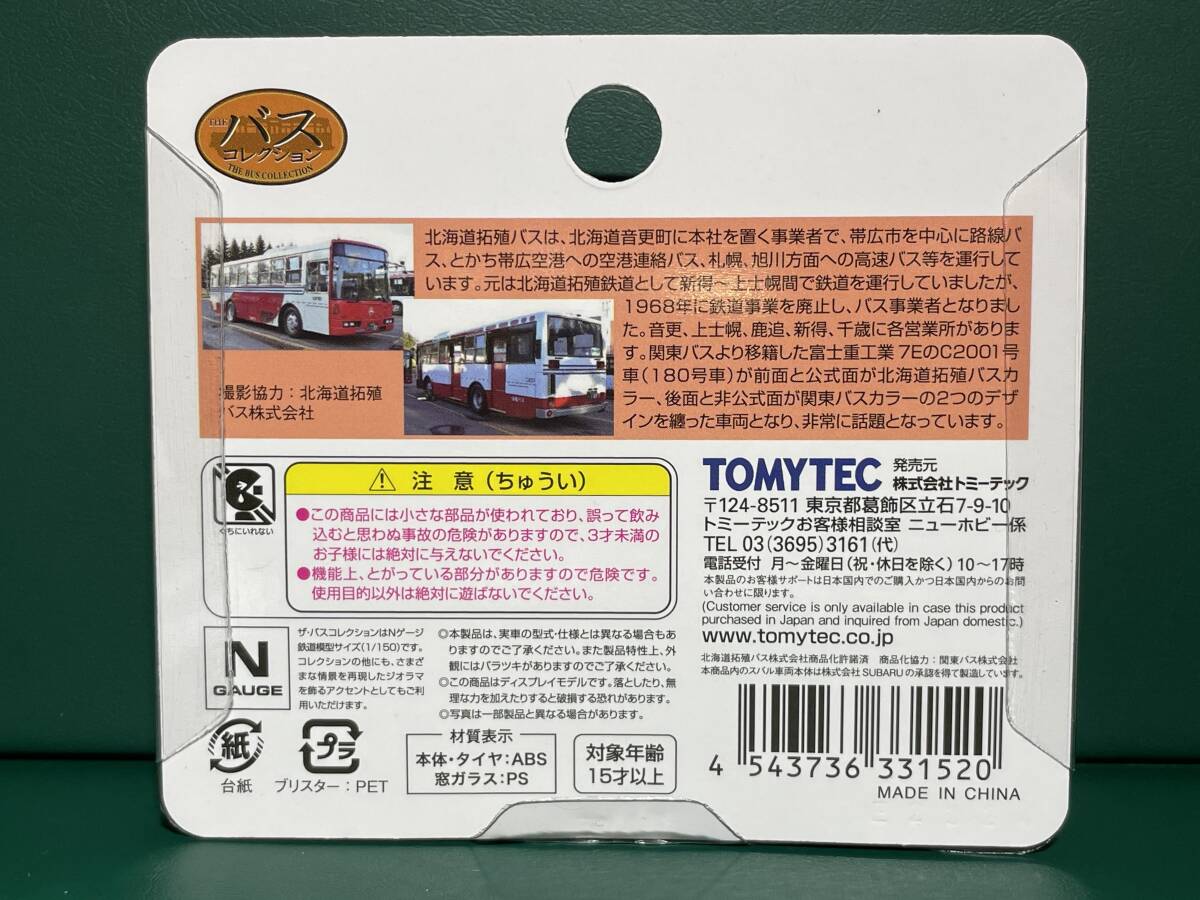 THE
バス
コレクション
THE BUS COLLECTION
北海道拓殖バスは、北海道音更町に本社を置く事業者で、帯広市を中心に路線バ
ス、とかち帯広空港への空港連絡バス、札幌、旭川方面への高速バス等を運行して
います。元は北海道拓殖鉄道として新得～上士幌間で鉄道を運行していましたが、
1968年に鉄道事業を廃止し、バス事業者となりまし
た。音更、上士幌、鹿追、新得、千歳に各営業所がありま
す。関東バスより移籍した富士重工業 7EのC2001号
車(180号車)が前面と公式面が北海道拓殖バスカ
ラー、後面と非公式面が関東バスカラーの2つのデザ
インを纏った車両となり、非常に話題となっています。
撮影協力：北海道拓殖
バス株式会社
くちにいれない
注 意（ちゅうい）
●この商品には小さな部品が使われており、誤って飲み
込むと思わぬ事故の危険がありますので、3才未満の
お子様には絶対に与えないでください。
●機能上、とがっている部分がありますので危険です。
使用目的以外は絶対に遊ばないでください。
TOMYTEC 発売元
株式会社トミーテック
〒124-8511 東京都葛飾区立石7-9-10
トミーテックお客様相談室 ニューホビー係
TEL 03(3695)3161(代)
電話受付 月～金曜日(祝・休日を除く)10～17時
本製品のお客様サポートは日本国内でのご購入かつ日本国内からのお問
い合わせに限ります。
(Customer service is only available in case this product
purchased in Japan and inquired from Japan domestic.)
www.tomytec.co.jp
北海道拓殖バス株式会社商品化許諾済 商品化協力：関東バス株式会社
本商品内のスバル車両本体は株式会社 SUBARU の承認を得て製造しています。
N
GAUGE
ザ・バスコレクションはNゲージ
鉄道模型サイズ(1/150)です。
コレクションの他にも、さまざ
まな情景を再現したジオラマ
を飾るアクセントとしてもご利
用いただけます。
◎本製品は、実車の型式・仕様とは異なる場合もあ
りますのでご了承ください。また製品特性上、外
観にはバラツキがありますのでご了承ください。
◎この商品はディスプレイモデルです。落としたり、無
理な力を加えたりすると破損する恐れがあります。
◎写真は一部製品と異なる場合があります。
紙
台紙
プラ
ブリスター：PET
材質表示
本体・タイヤ：ABS
窓ガラス：PS
対象年齢
15才以上
4 543736 331520
MADE IN CHINA